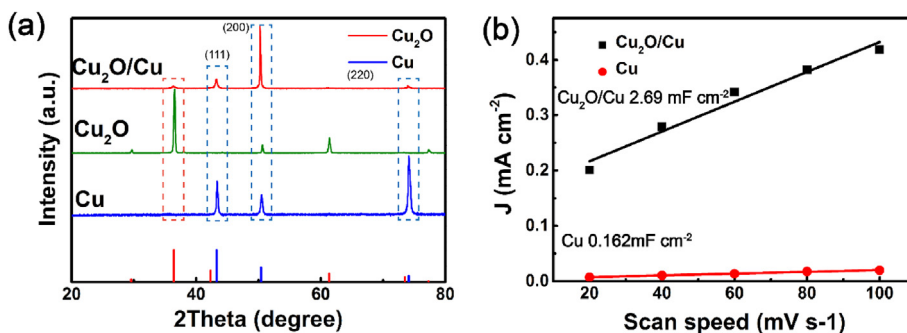 (a)
(111)
(200)
(220)
Cu₂O
Cu
Cu₂O/Cu
Cu₂O
Cu
Intensity (a.u.)
20
40
60
80
2Theta (degree)
(b)
Cu₂O/Cu
Cu
Cu₂O/Cu 2.69 mF cm⁻²
Cu 0.162mF cm⁻²
J (mA cm⁻²)
0.4
0.3
0.2
0.1
0.0
20
40
60
80
100
Scan speed (mV s-1)